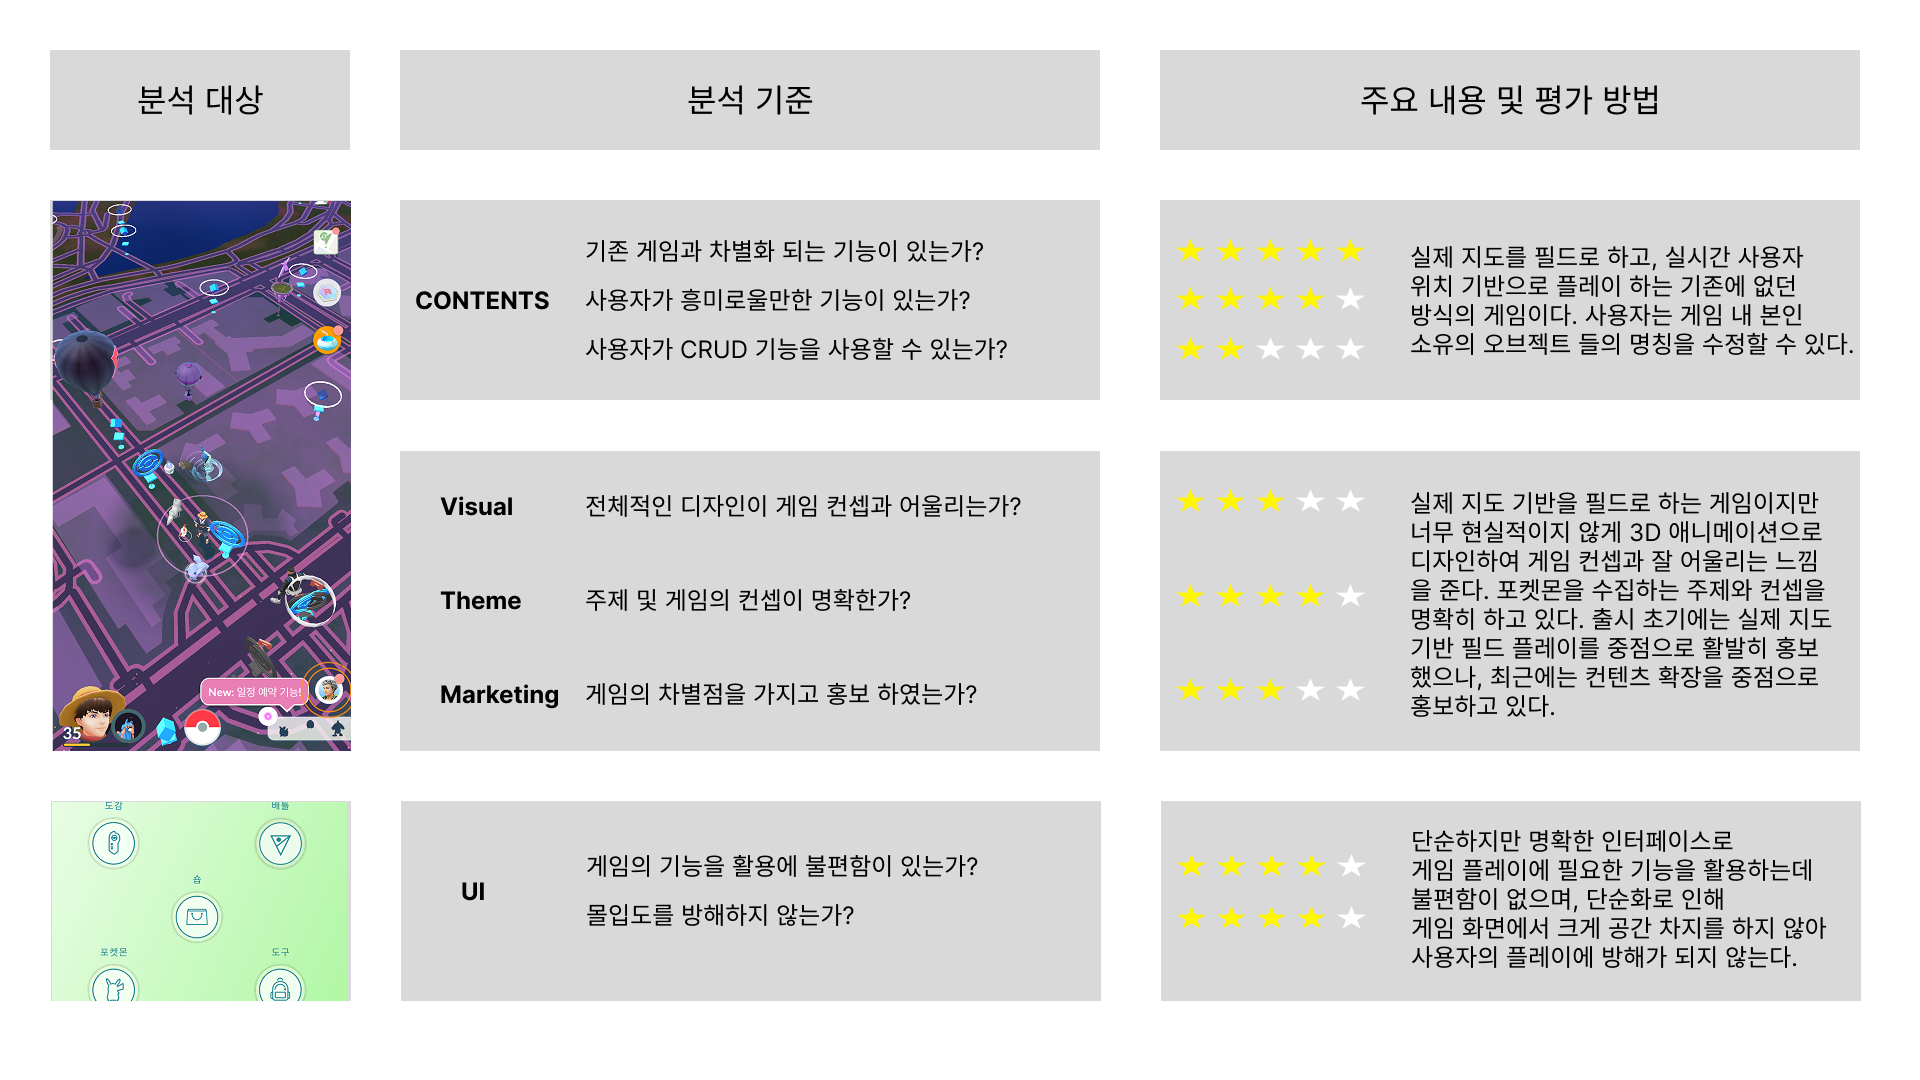 분석 대상
분석 기준
주요 내용 및 평가 방법
New: 일정 예약 기능!
35
CONTENTS
기존 게임과 차별화 되는 기능이 있는가?
사용자가 흥미로울만한 기능이 있는가?
사용자가 CRUD 기능을 사용할 수 있는가?
실제 지도를 필드로 하고, 실시간 사용자
위치 기반으로 플레이 하는 기존에 없던
방식의 게임이다. 사용자는 게임 내 본인
소유의 오브젝트 들의 명칭을 수정할 수 있다.
Visual
전체적인 디자인이 게임 컨셉과 어울리는가?
Theme
주제 및 게임의 컨셉이 명확한가?
Marketing
게임의 차별점을 가지고 홍보 하였는가?
실제 지도 기반을 필드로 하는 게임이지만
너무 현실적이지 않게 3D 애니메이션으로
디자인하여 게임 컨셉과 잘 어울리는 느낌
을 준다. 포켓몬을 수집하는 주제와 컨셉을
명확히 하고 있다. 출시 초기에는 실제 지도
기반 필드 플레이를 중점으로 활발히 홍보
했으나, 최근에는 컨텐츠 확장을 중점으로
홍보하고 있다.
도감
배틀
숍
포켓몬
도구
UI
게임의 기능을 활용에 불편함이 있는가?
몰입도를 방해하지 않는가?
단순하지만 명확한 인터페이스로
게임 플레이에 필요한 기능을 활용하는데
불편함이 없으며, 단순화로 인해
게임 화면에서 크게 공간 차지를 하지 않아
사용자의 플레이에 방해가 되지 않는다.